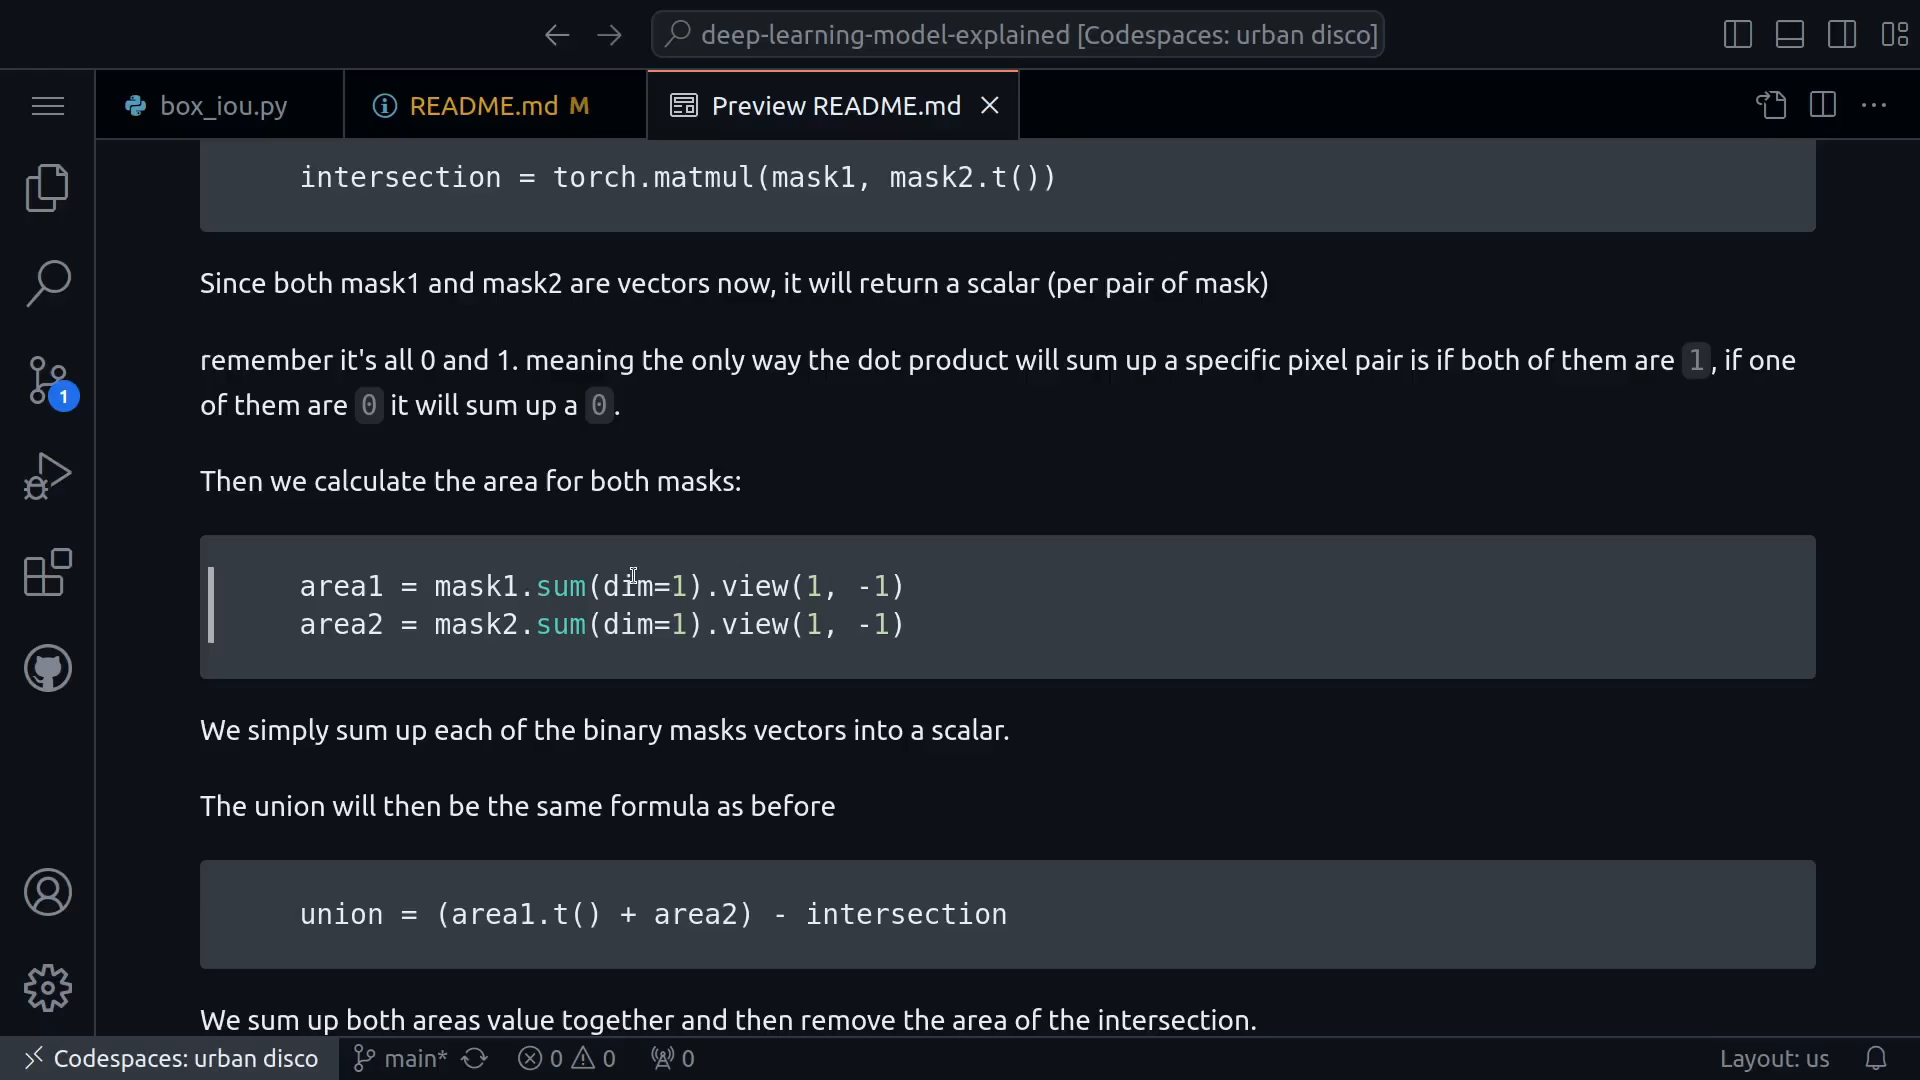 deep-learning-model-explained [Codespaces: urban disco]
box_iou.py
README.md M
Preview README.md
intersection = torch.matmul(mask1, mask2.t())
Since both mask1 and mask2 are vectors now, it will return a scalar (per pair of mask)
remember it's all 0 and 1. meaning the only way the dot product will sum up a specific pixel pair is if both of them are 1, if one
of them are 0 it will sum up a 0.
1
Then we calculate the area for both masks:
area1 = mask1.sum(dim=1).view(1, -1)
area2 = mask2.sum(dim=1).view(1, -1)
We simply sum up each of the binary masks vectors into a scalar.
The union will then be the same formula as before
union = (area1.t() + area2) - intersection
We sum up both areas value together and then remove the area of the intersection.
Codespaces: urban disco main* 0 0 0 Layout: us